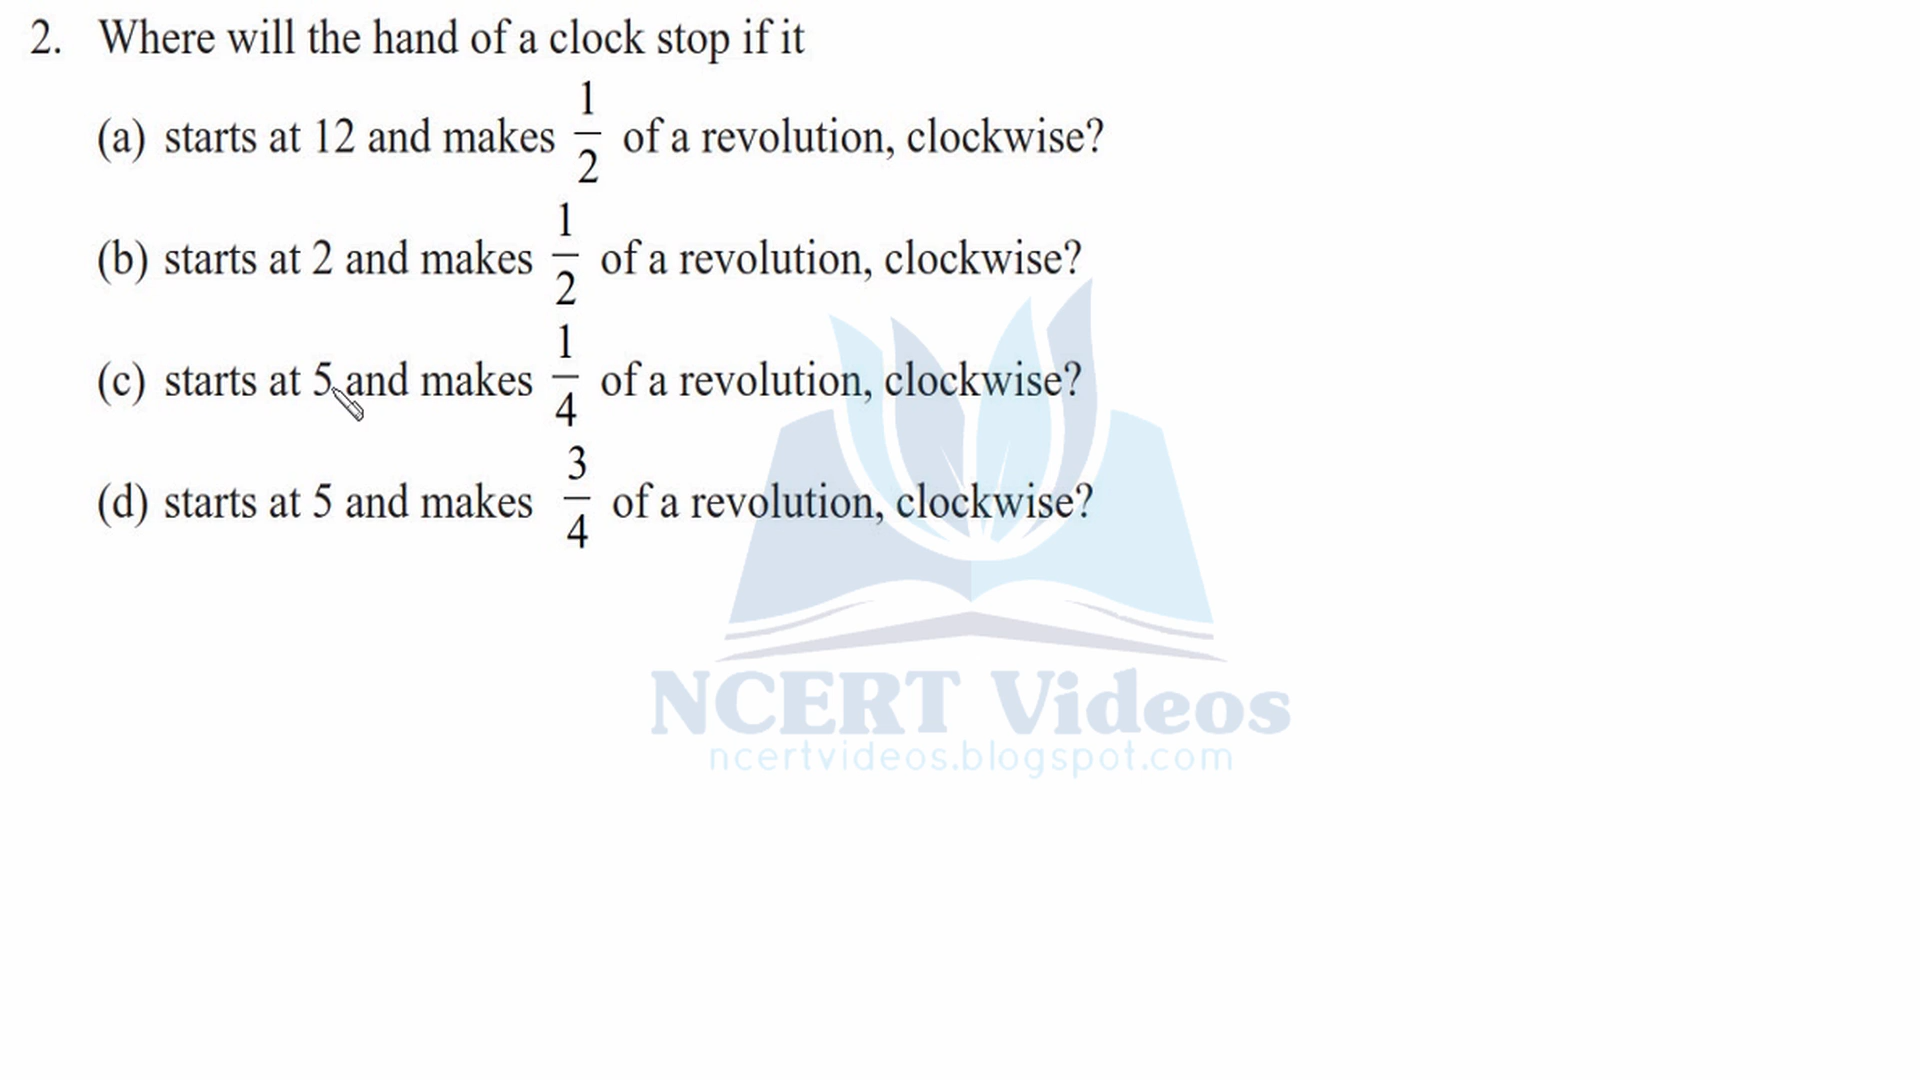 2. Where will the hand of a clock stop if it
(a) starts at 12 and makes 1/2 of a revolution, clockwise?
(b) starts at 2 and makes 1/2 of a revolution, clockwise?
(c) starts at 5 and makes 1/4 of a revolution, clockwise?
(d) starts at 5 and makes 3/4 of a revolution, clockwise?
NCERT Videos
ncertvideos.blogspot.com